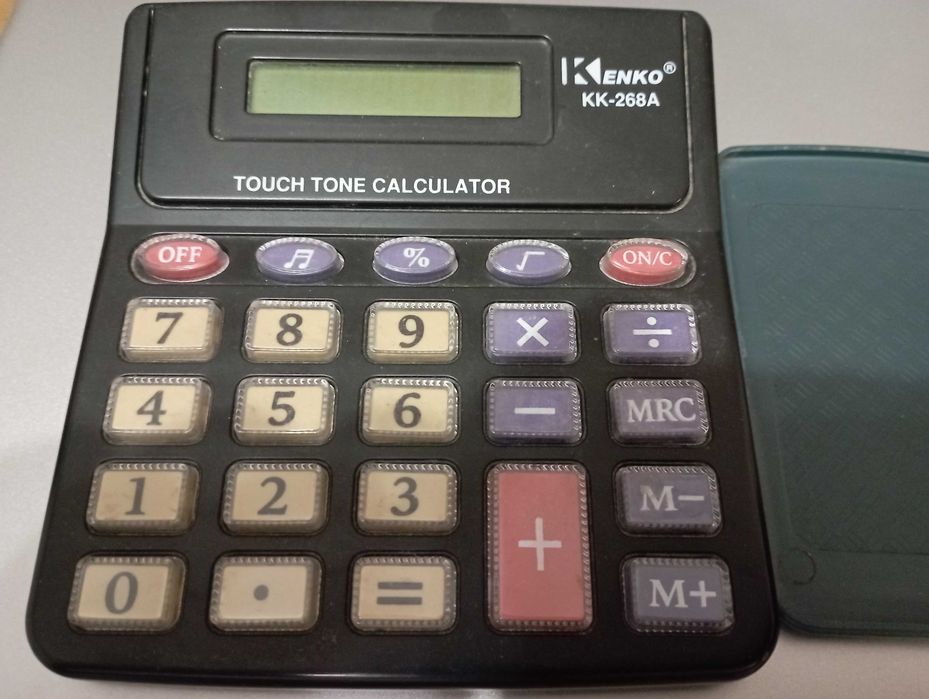 KENKO®
KK-268A
TOUCH TONE CALCULATOR
OFF ♬ % √ ON/C
7 8 9 × ÷
4 5 6 − MRC
1 2 3 + M−
0 . = M+